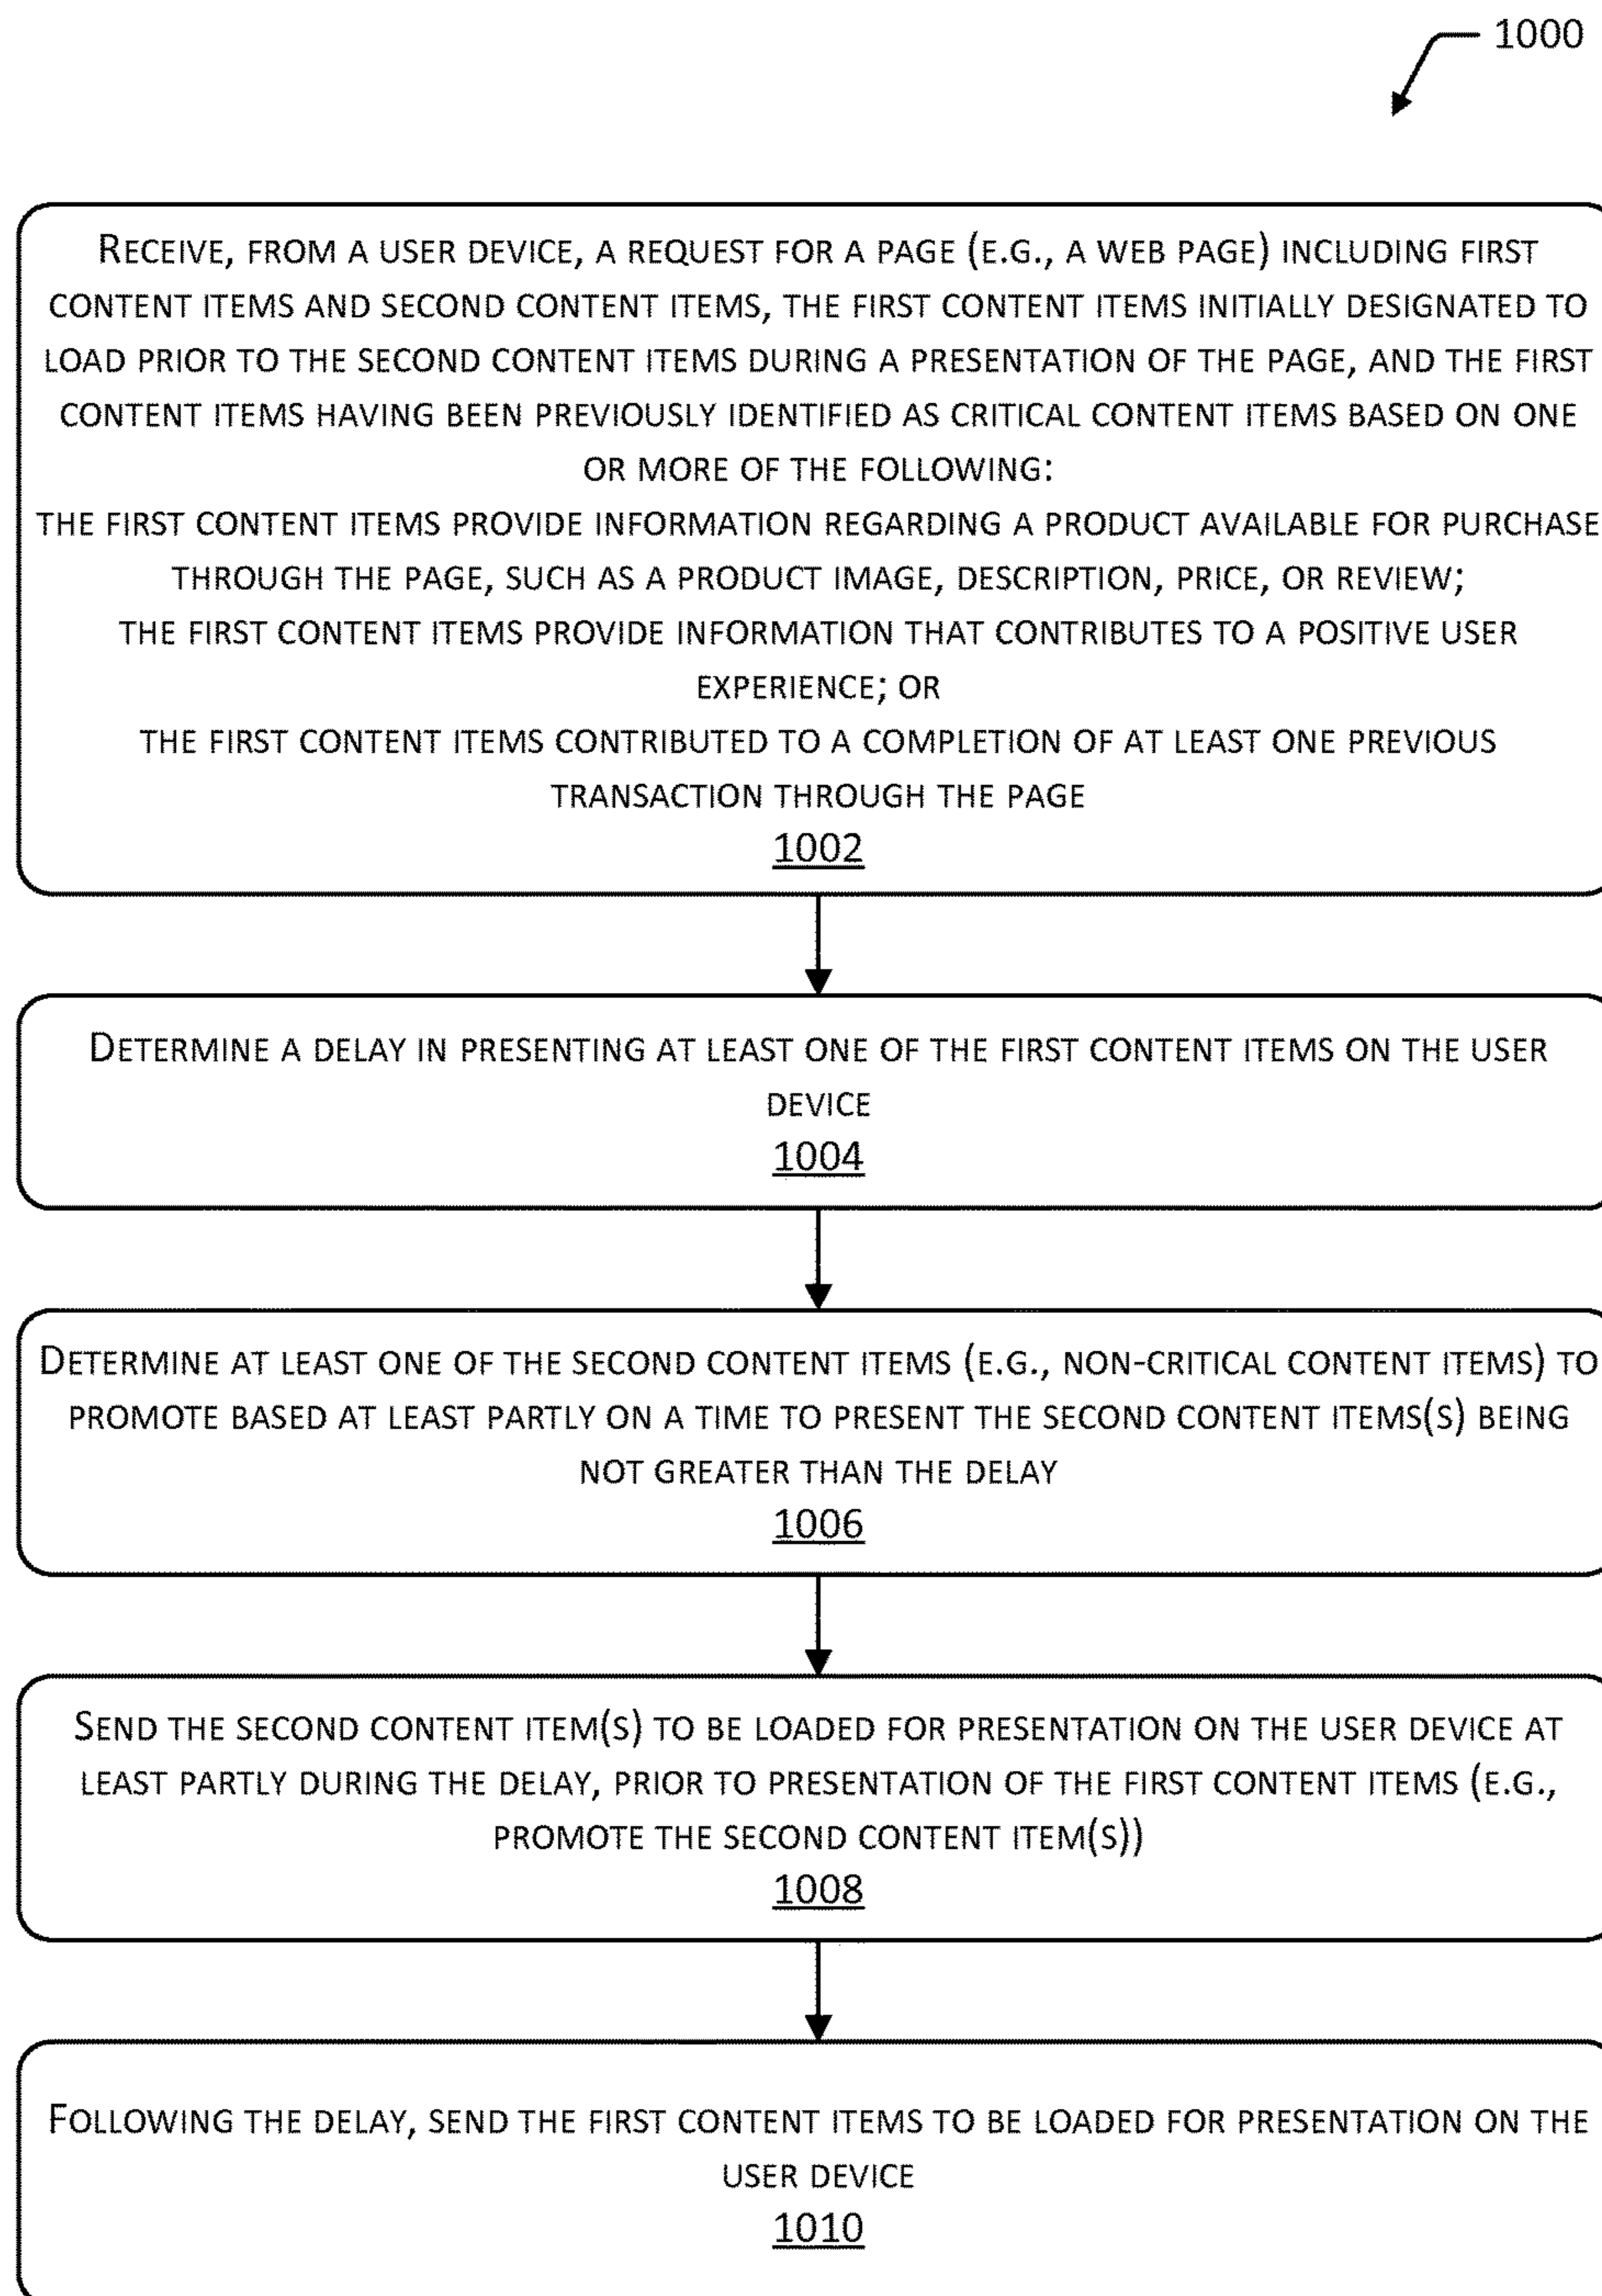 1000
RECEIVE, FROM A USER DEVICE, A REQUEST FOR A PAGE (E.G., A WEB PAGE) INCLUDING FIRST
CONTENT ITEMS AND SECOND CONTENT ITEMS, THE FIRST CONTENT ITEMS INITIALLY DESIGNATED TO
LOAD PRIOR TO THE SECOND CONTENT ITEMS DURING A PRESENTATION OF THE PAGE, AND THE FIRST
CONTENT ITEMS HAVING BEEN PREVIOUSLY IDENTIFIED AS CRITICAL CONTENT ITEMS BASED ON ONE
OR MORE OF THE FOLLOWING:
THE FIRST CONTENT ITEMS PROVIDE INFORMATION REGARDING A PRODUCT AVAILABLE FOR PURCHASE
THROUGH THE PAGE, SUCH AS A PRODUCT IMAGE, DESCRIPTION, PRICE, OR REVIEW;
THE FIRST CONTENT ITEMS PROVIDE INFORMATION THAT CONTRIBUTES TO A POSITIVE USER
EXPERIENCE; OR
THE FIRST CONTENT ITEMS CONTRIBUTED TO A COMPLETION OF AT LEAST ONE PREVIOUS
TRANSACTION THROUGH THE PAGE
1002
DETERMINE A DELAY IN PRESENTING AT LEAST ONE OF THE FIRST CONTENT ITEMS ON THE USER
DEVICE
1004
DETERMINE AT LEAST ONE OF THE SECOND CONTENT ITEMS (E.G., NON-CRITICAL CONTENT ITEMS) TO
PROMOTE BASED AT LEAST PARTLY ON A TIME TO PRESENT THE SECOND CONTENT ITEMS(S) BEING
NOT GREATER THAN THE DELAY
1006
SEND THE SECOND CONTENT ITEM(S) TO BE LOADED FOR PRESENTATION ON THE USER DEVICE AT
LEAST PARTLY DURING THE DELAY, PRIOR TO PRESENTATION OF THE FIRST CONTENT ITEMS (E.G.,
PROMOTE THE SECOND CONTENT ITEM(S))
1008
FOLLOWING THE DELAY, SEND THE FIRST CONTENT ITEMS TO BE LOADED FOR PRESENTATION ON THE
USER DEVICE
1010